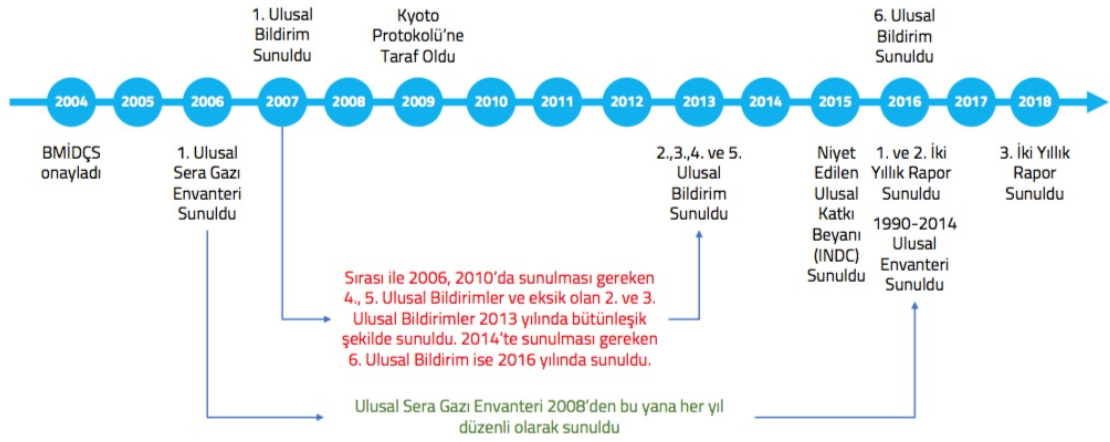 1. Ulusal
Bildirim
Sunuldu
Kyoto
Protokolü'ne
Taraf Oldu
6. Ulusal
Bildirim
Sunuldu
2004 2005 2006 2007 2008 2009 2010 2011 2012 2013 2014 2015 2016 2017 2018
BMİDÇS
onayladı
1. Ulusal
Sera Gazı
Envanteri
Sunuldu
2.,3.,4. ve 5.
Ulusal
Bildirim
Sunuldu
Niyet
Edilen
Ulusal
Katkı
Beyanı
(INDC)
Sunuldu
1. ve 2. İki
Yıllık Rapor
Sunuldu
1990-2014
Ulusal
Envanteri
Sunuldu
3. İki Yıllık
Rapor
Sunuldu
Sırası ile 2006, 2010'da sunulması gereken
4., 5. Ulusal Bildirimler ve eksik olan 2. ve 3.
Ulusal Bildirimler 2013 yılında bütünleşik
şekilde sunuldu. 2014'te sunulması gereken
6. Ulusal Bildirim ise 2016 yılında sunuldu.
Ulusal Sera Gazı Envanteri 2008'den bu yana her yıl
düzenli olarak sunuldu